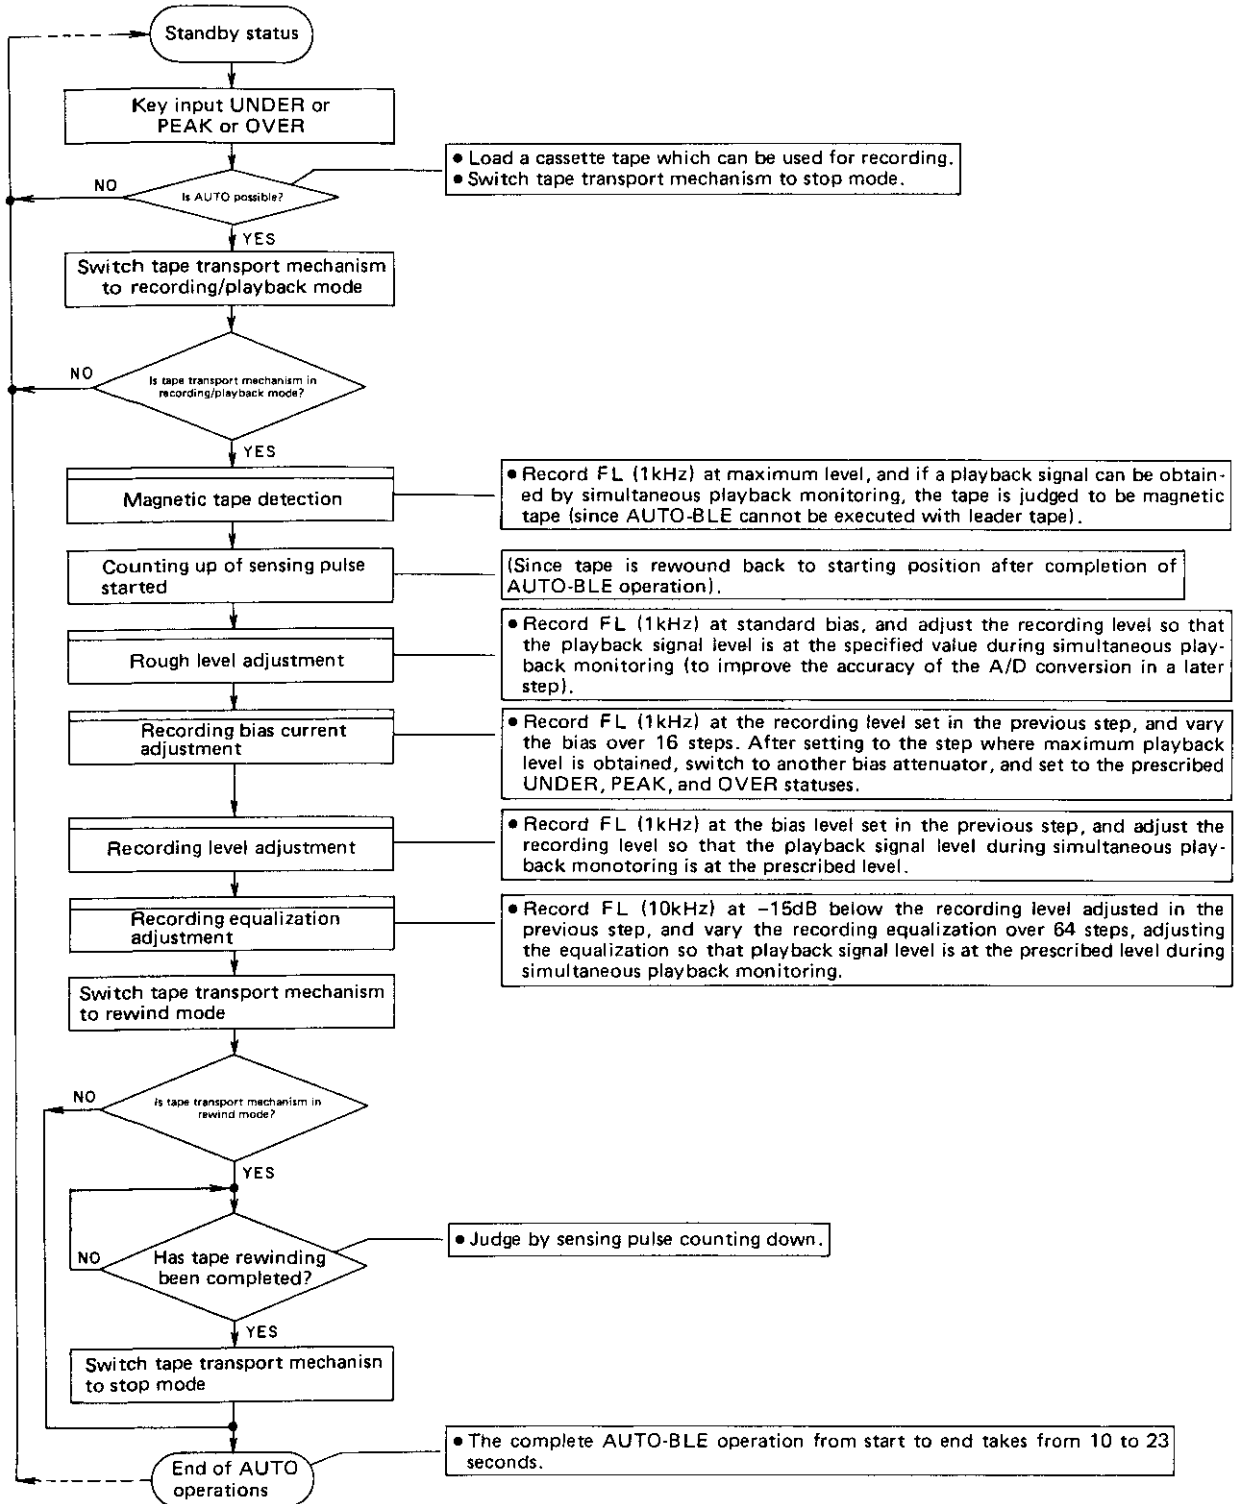 Standby status
Key input UNDER or
PEAK or OVER
• Load a cassette tape which can be used for recording.
• Switch tape transport mechanism to stop mode.
NO
Is AUTO possible?
YES
Switch tape transport mechanism
to recording/playback mode
NO
Is tape transport mechanism in
recording/playback mode?
YES
Magnetic tape detection
• Record FL (1kHz) at maximum level, and if a playback signal can be obtain-
ed by simultaneous playback monitoring, the tape is judged to be magnetic
tape (since AUTO-BLE cannot be executed with leader tape).
Counting up of sensing pulse
started
(Since tape is rewound back to starting position after completion of
AUTO-BLE operation).
Rough level adjustment
• Record FL (1kHz) at standard bias, and adjust the recording level so that
the playback signal level is at the specified value during simultaneous play-
back monitoring (to improve the accuracy of the A/D conversion in a later
step).
Recording bias current
adjustment
• Record FL (1kHz) at the recording level set in the previous step, and vary
the bias over 16 steps. After setting to the step where maximum playback
level is obtained, switch to another bias attenuator, and set to the prescribed
UNDER, PEAK, and OVER statuses.
Recording level adjustment
• Record FL (1kHz) at the bias level set in the previous step, and adjust the
recording level so that the playback signal level during simultaneous play-
back monotoring is at the prescribed level.
Recording equalization
adjustment
• Record FL (10kHz) at -15dB below the recording level adjusted in the
previous step, and vary the recording equalization over 64 steps, adjusting
the equalization so that playback signal level is at the prescribed level during
simultaneous playback monitoring.
Switch tape transport mechanism
to rewind mode
NO
Is tape transport mechanism in
rewind mode?
YES
NO
Has tape rewinding
been completed?
• Judge by sensing pulse counting down.
YES
Switch tape transport mechanisn
to stop mode
End of AUTO
operations
• The complete AUTO-BLE operation from start to end takes from 10 to 23
seconds.